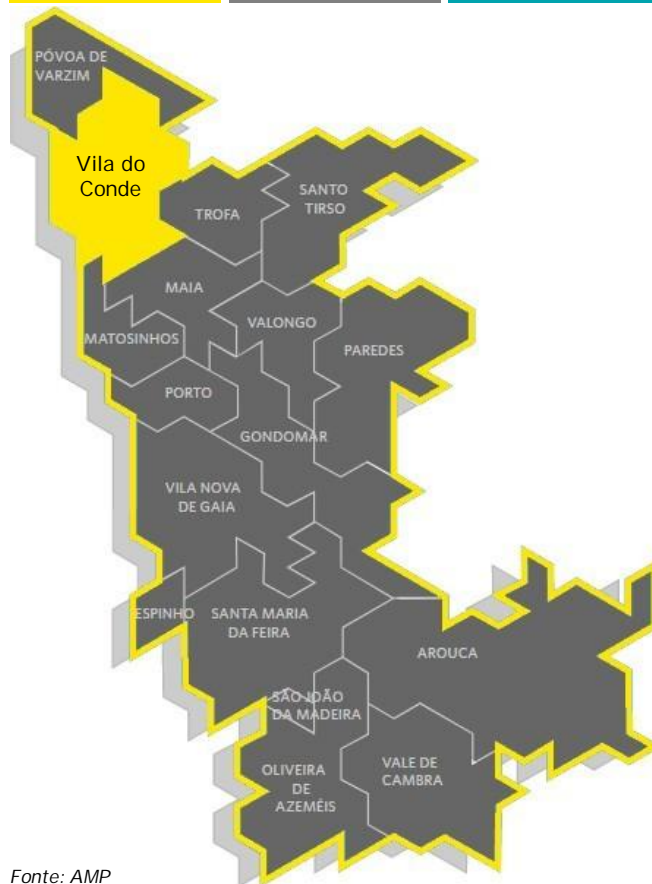 PÓVOA DE
VARZIM
Vila do
Conde
TROFA
SANTO
TIRSO
MAIA
VALONGO
MATOSINHOS
PAREDES
PORTO
GONDOMAR
VILA NOVA
DE GAIA
ESPINHO
SANTA MARIA
DA FEIRA
AROUCA
SÃO JOÃO
DA MADEIRA
OLIVEIRA
DE
AZEMÉIS
VALE DE
CAMBRA
Fonte: AMP